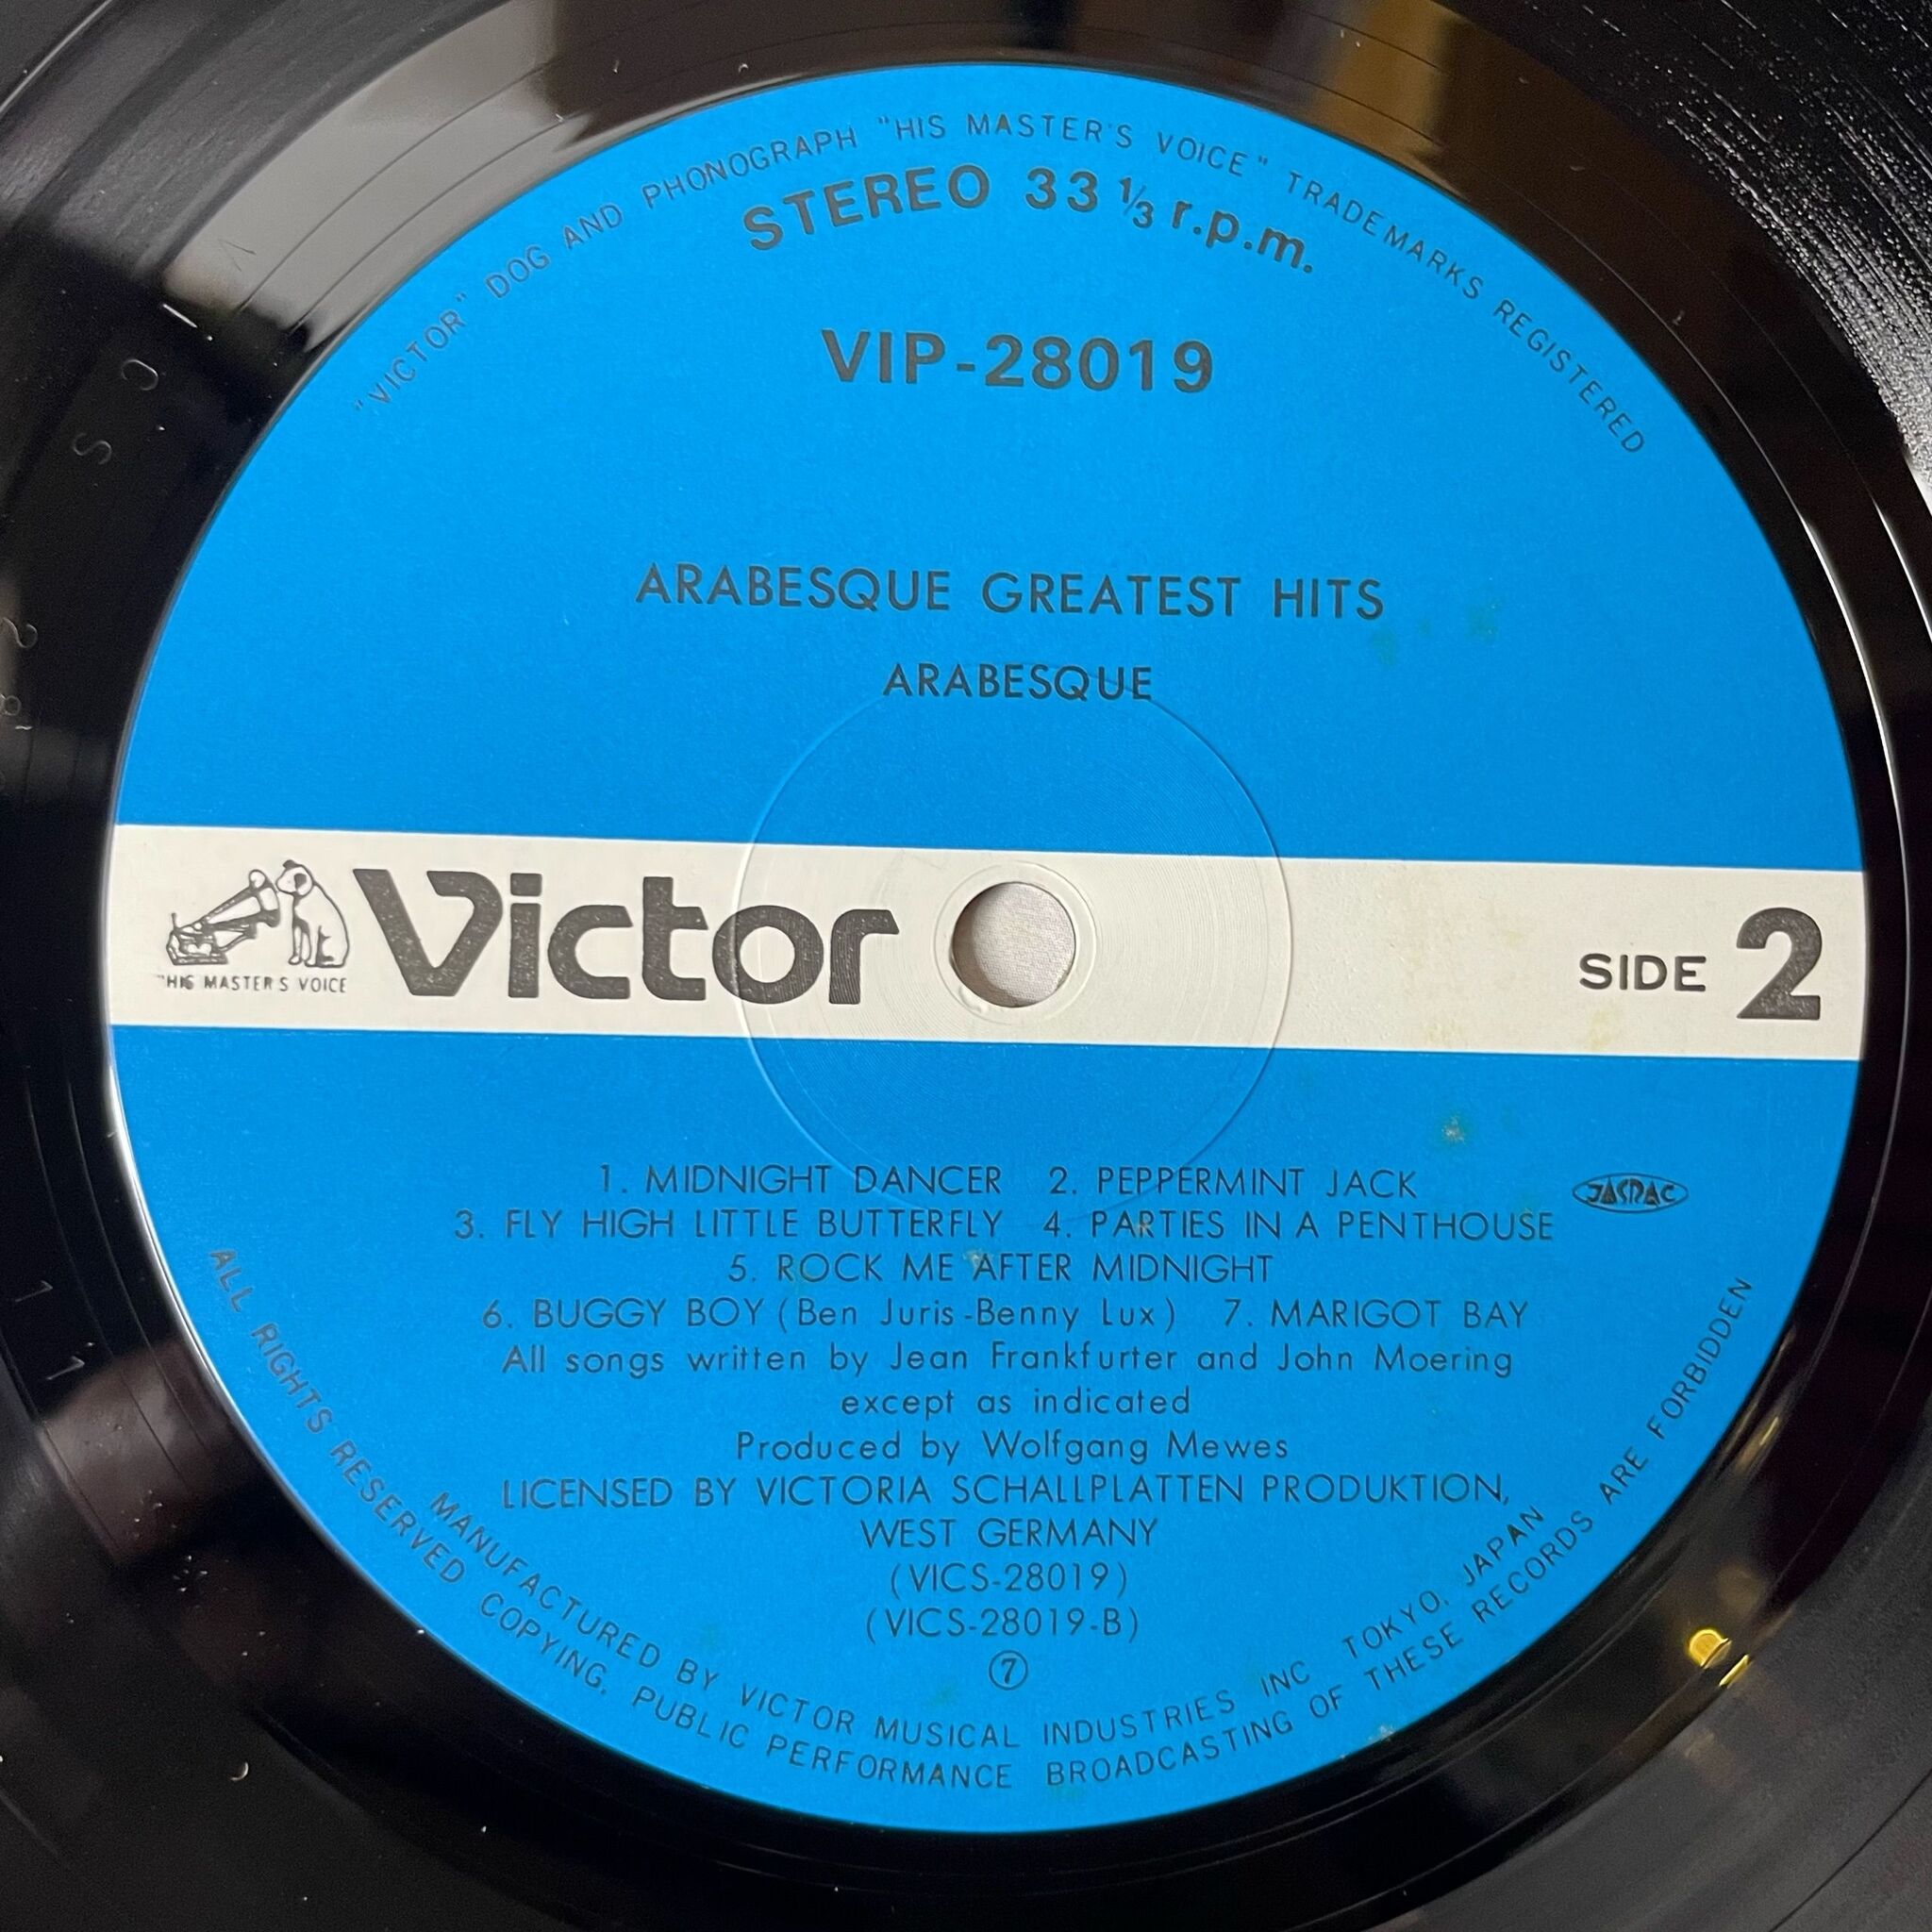 "VICTOR" DOG AND PHONOGRAPH "HIS MASTER'S VOICE" TRADEMARKS REGISTERED
STEREO 33 1/3 r.p.m.
VIP-28019
ARABESQUE GREATEST HITS
ARABESQUE
Victor
"HIS MASTER'S VOICE
SIDE 2
1. MIDNIGHT DANCER 2. PEPPERMINT JACK
JASRAC
3. FLY HIGH LITTLE BUTTERFLY 4. PARTIES IN A PENTHOUSE
5. ROCK ME AFTER MIDNIGHT
6. BUGGY BOY (Ben Juris-Benny Lux) 7. MARIGOT BAY
All songs written by Jean Frankfurter and John Moering
except as indicated
Produced by Wolfgang Mewes
LICENSED BY VICTORIA SCHALLPLATTEN PRODUKTION,
WEST GERMANY
(VICS-28019)
(VICS-28019-B)
⑦
MANUFACTURED BY VICTOR MUSICAL INDUSTRIES INC TOKYO, JAPAN
ALL RIGHTS RESERVED COPYING, PUBLIC PERFORMANCE BROADCASTING OF THESE RECORDS ARE FORBIDDEN